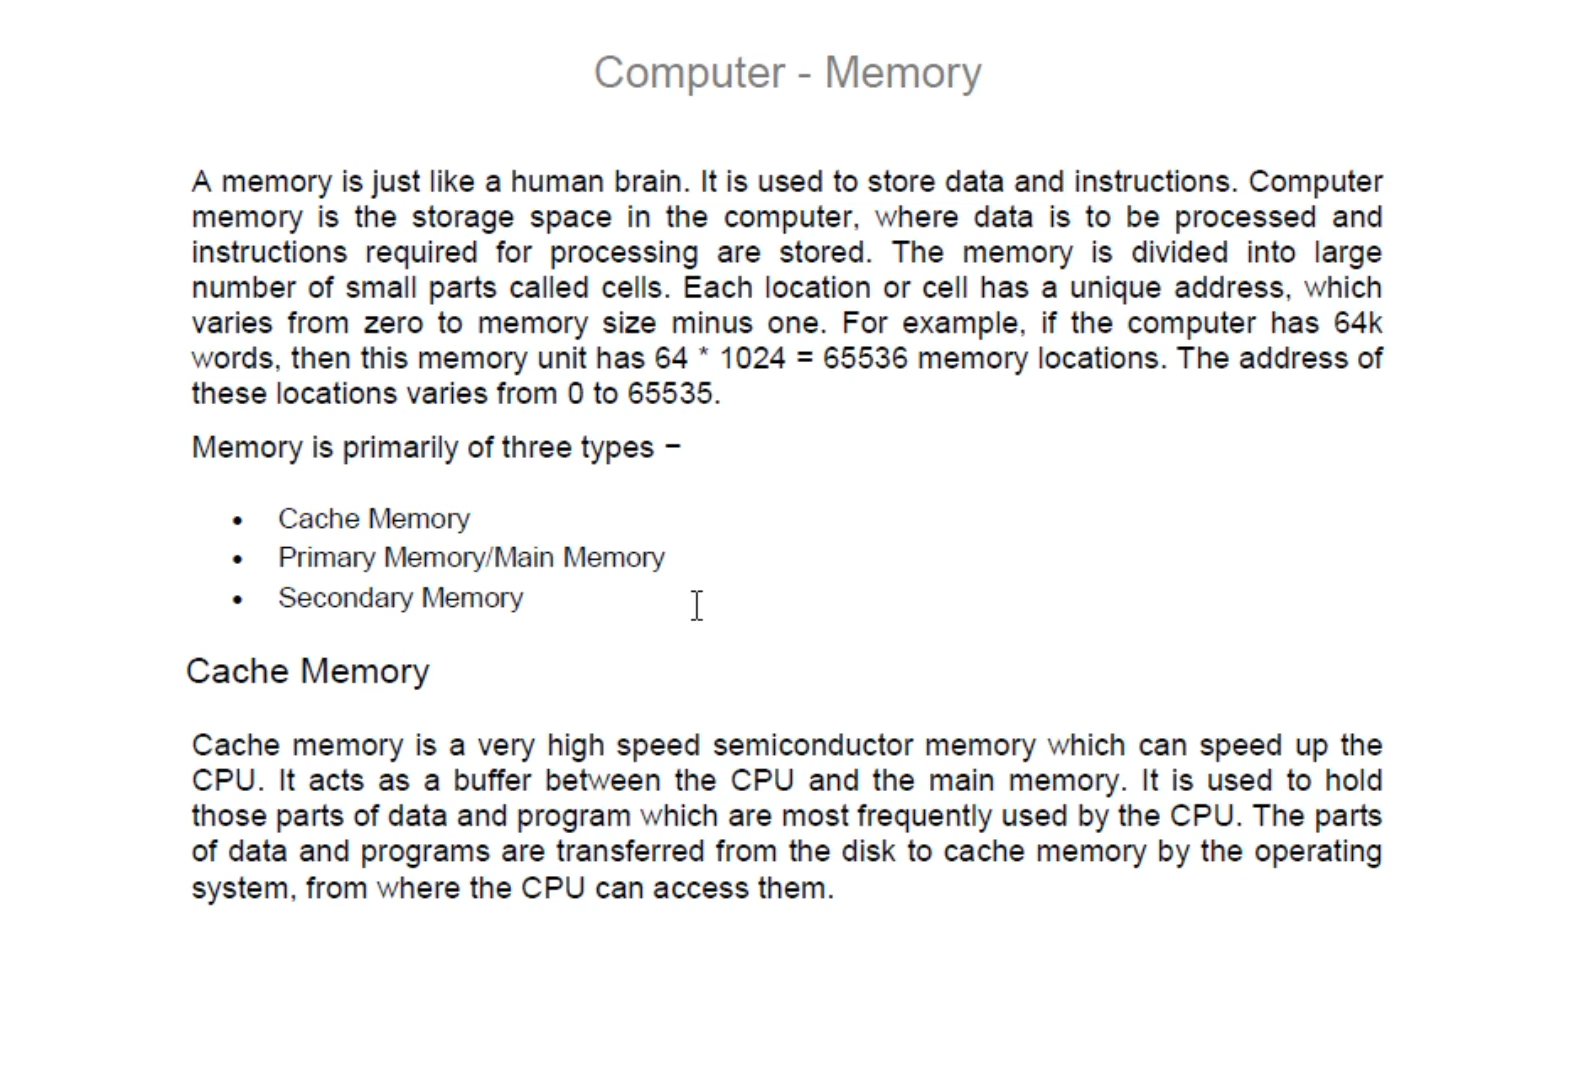 Computer - Memory
A memory is just like a human brain. It is used to store data and instructions. Computer
memory is the storage space in the computer, where data is to be processed and
instructions required for processing are stored. The memory is divided into large
number of small parts called cells. Each location or cell has a unique address, which
varies from zero to memory size minus one. For example, if the computer has 64k
words, then this memory unit has 64 * 1024 = 65536 memory locations. The address of
these locations varies from 0 to 65535.
Memory is primarily of three types −
• Cache Memory
• Primary Memory/Main Memory
• Secondary Memory
Cache Memory
Cache memory is a very high speed semiconductor memory which can speed up the
CPU. It acts as a buffer between the CPU and the main memory. It is used to hold
those parts of data and program which are most frequently used by the CPU. The parts
of data and programs are transferred from the disk to cache memory by the operating
system, from where the CPU can access them.